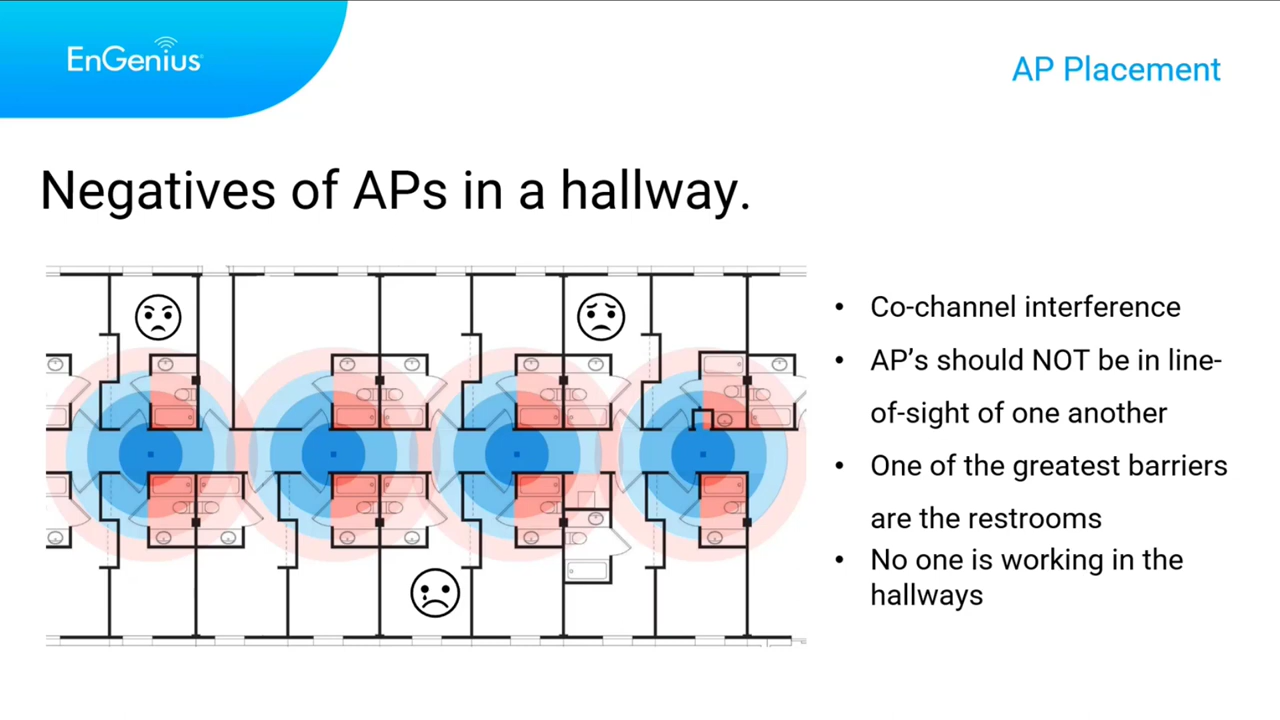 EnGenius
AP Placement
Negatives of APs in a hallway.
• Co-channel interference
• AP’s should NOT be in line-
of-sight of one another
• One of the greatest barriers
are the restrooms
• No one is working in the
hallways